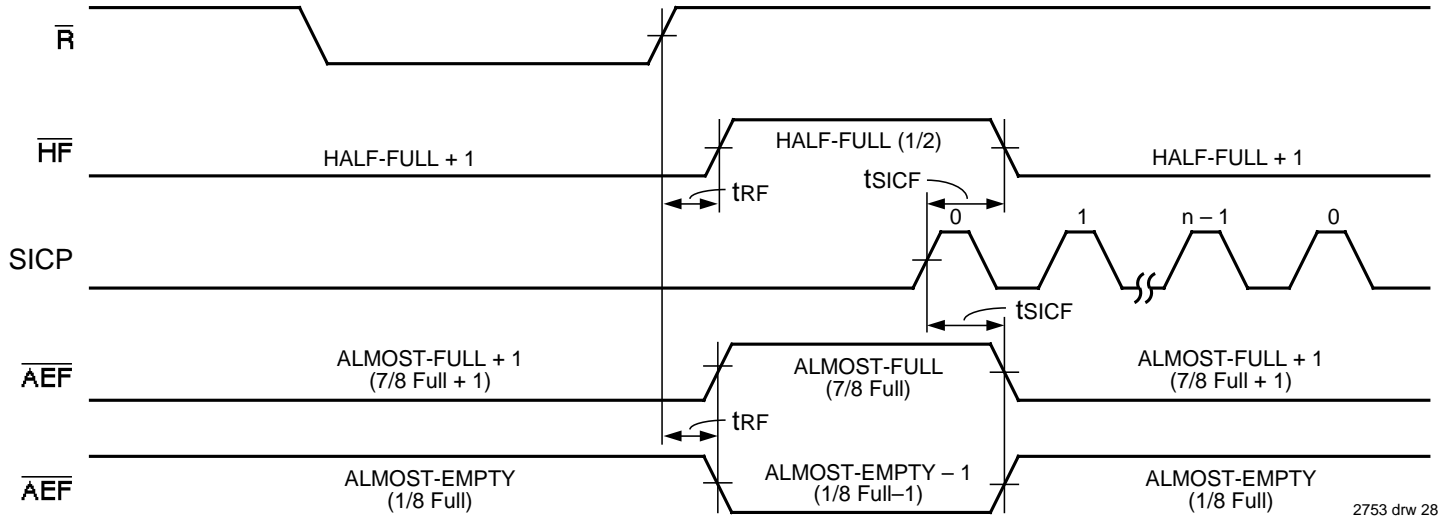 R̅
H̅F̅
HALF-FULL + 1
HALF-FULL (1/2)
HALF-FULL + 1
tRF
tSICF
0
1
n – 1
0
SICP
tSICF
A̅E̅F̅
ALMOST-FULL + 1
(7/8 Full + 1)
ALMOST-FULL
(7/8 Full)
ALMOST-FULL + 1
(7/8 Full + 1)
tRF
A̅E̅F̅
ALMOST-EMPTY
(1/8 Full)
ALMOST-EMPTY – 1
(1/8 Full–1)
ALMOST-EMPTY
(1/8 Full)
2753 drw 28